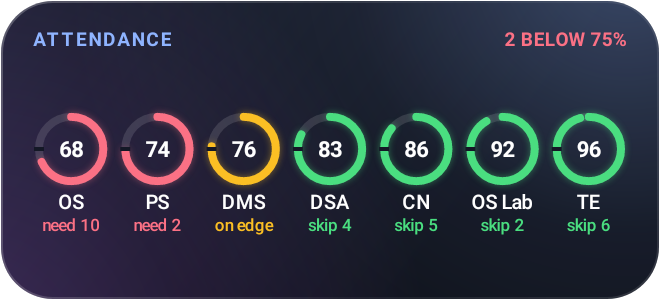 ATTENDANCE 2 BELOW 75%
68 74 76 83 86 92 96
OS PS DMS DSA CN OS Lab TE
need 10 need 2 on edge skip 4 skip 5 skip 2 skip 6